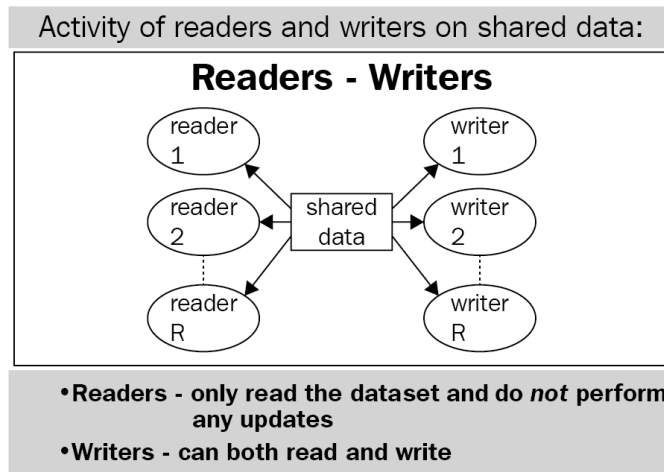 Activity of readers and writers on shared data:
Readers - Writers
reader
1
writer
1
reader
2
shared
data
writer
2
reader
R
writer
R
•Readers - only read the dataset and do not perform
any updates
•Writers - can both read and write